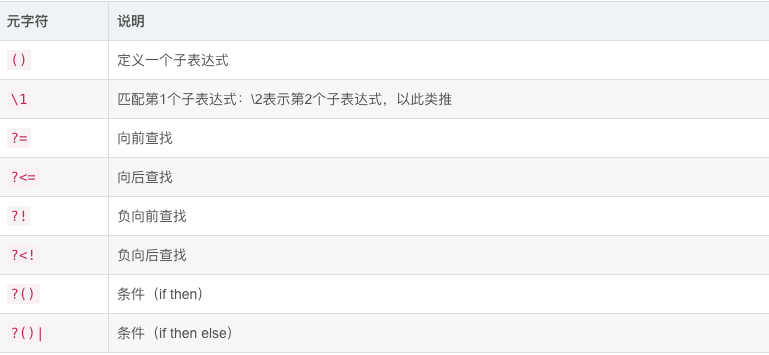 元字符 说明
() 定义一个子表达式
\1 匹配第1个子表达式：\2表示第2个子表达式，以此类推
?= 向前查找
?<= 向后查找
?! 负向前查找
?<! 负向后查找
?() 条件（if then）
?()| 条件（if then else）